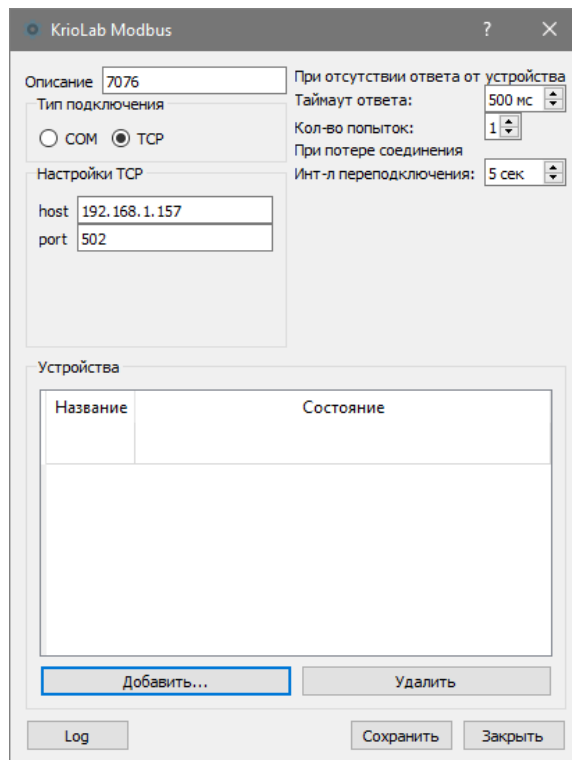 KrioLab Modbus
Описание 7076
Тип подключения
COM TCP
Настройки TCP
host 192.168.1.157
port 502
При отсутствии ответа от устройства
Таймаут ответа: 500 мс
Кол-во попыток: 1
При потере соединения
Инт-л переподключения: 5 сек
Устройства
Название Состояние
Добавить... Удалить
Log Сохранить Закрыть